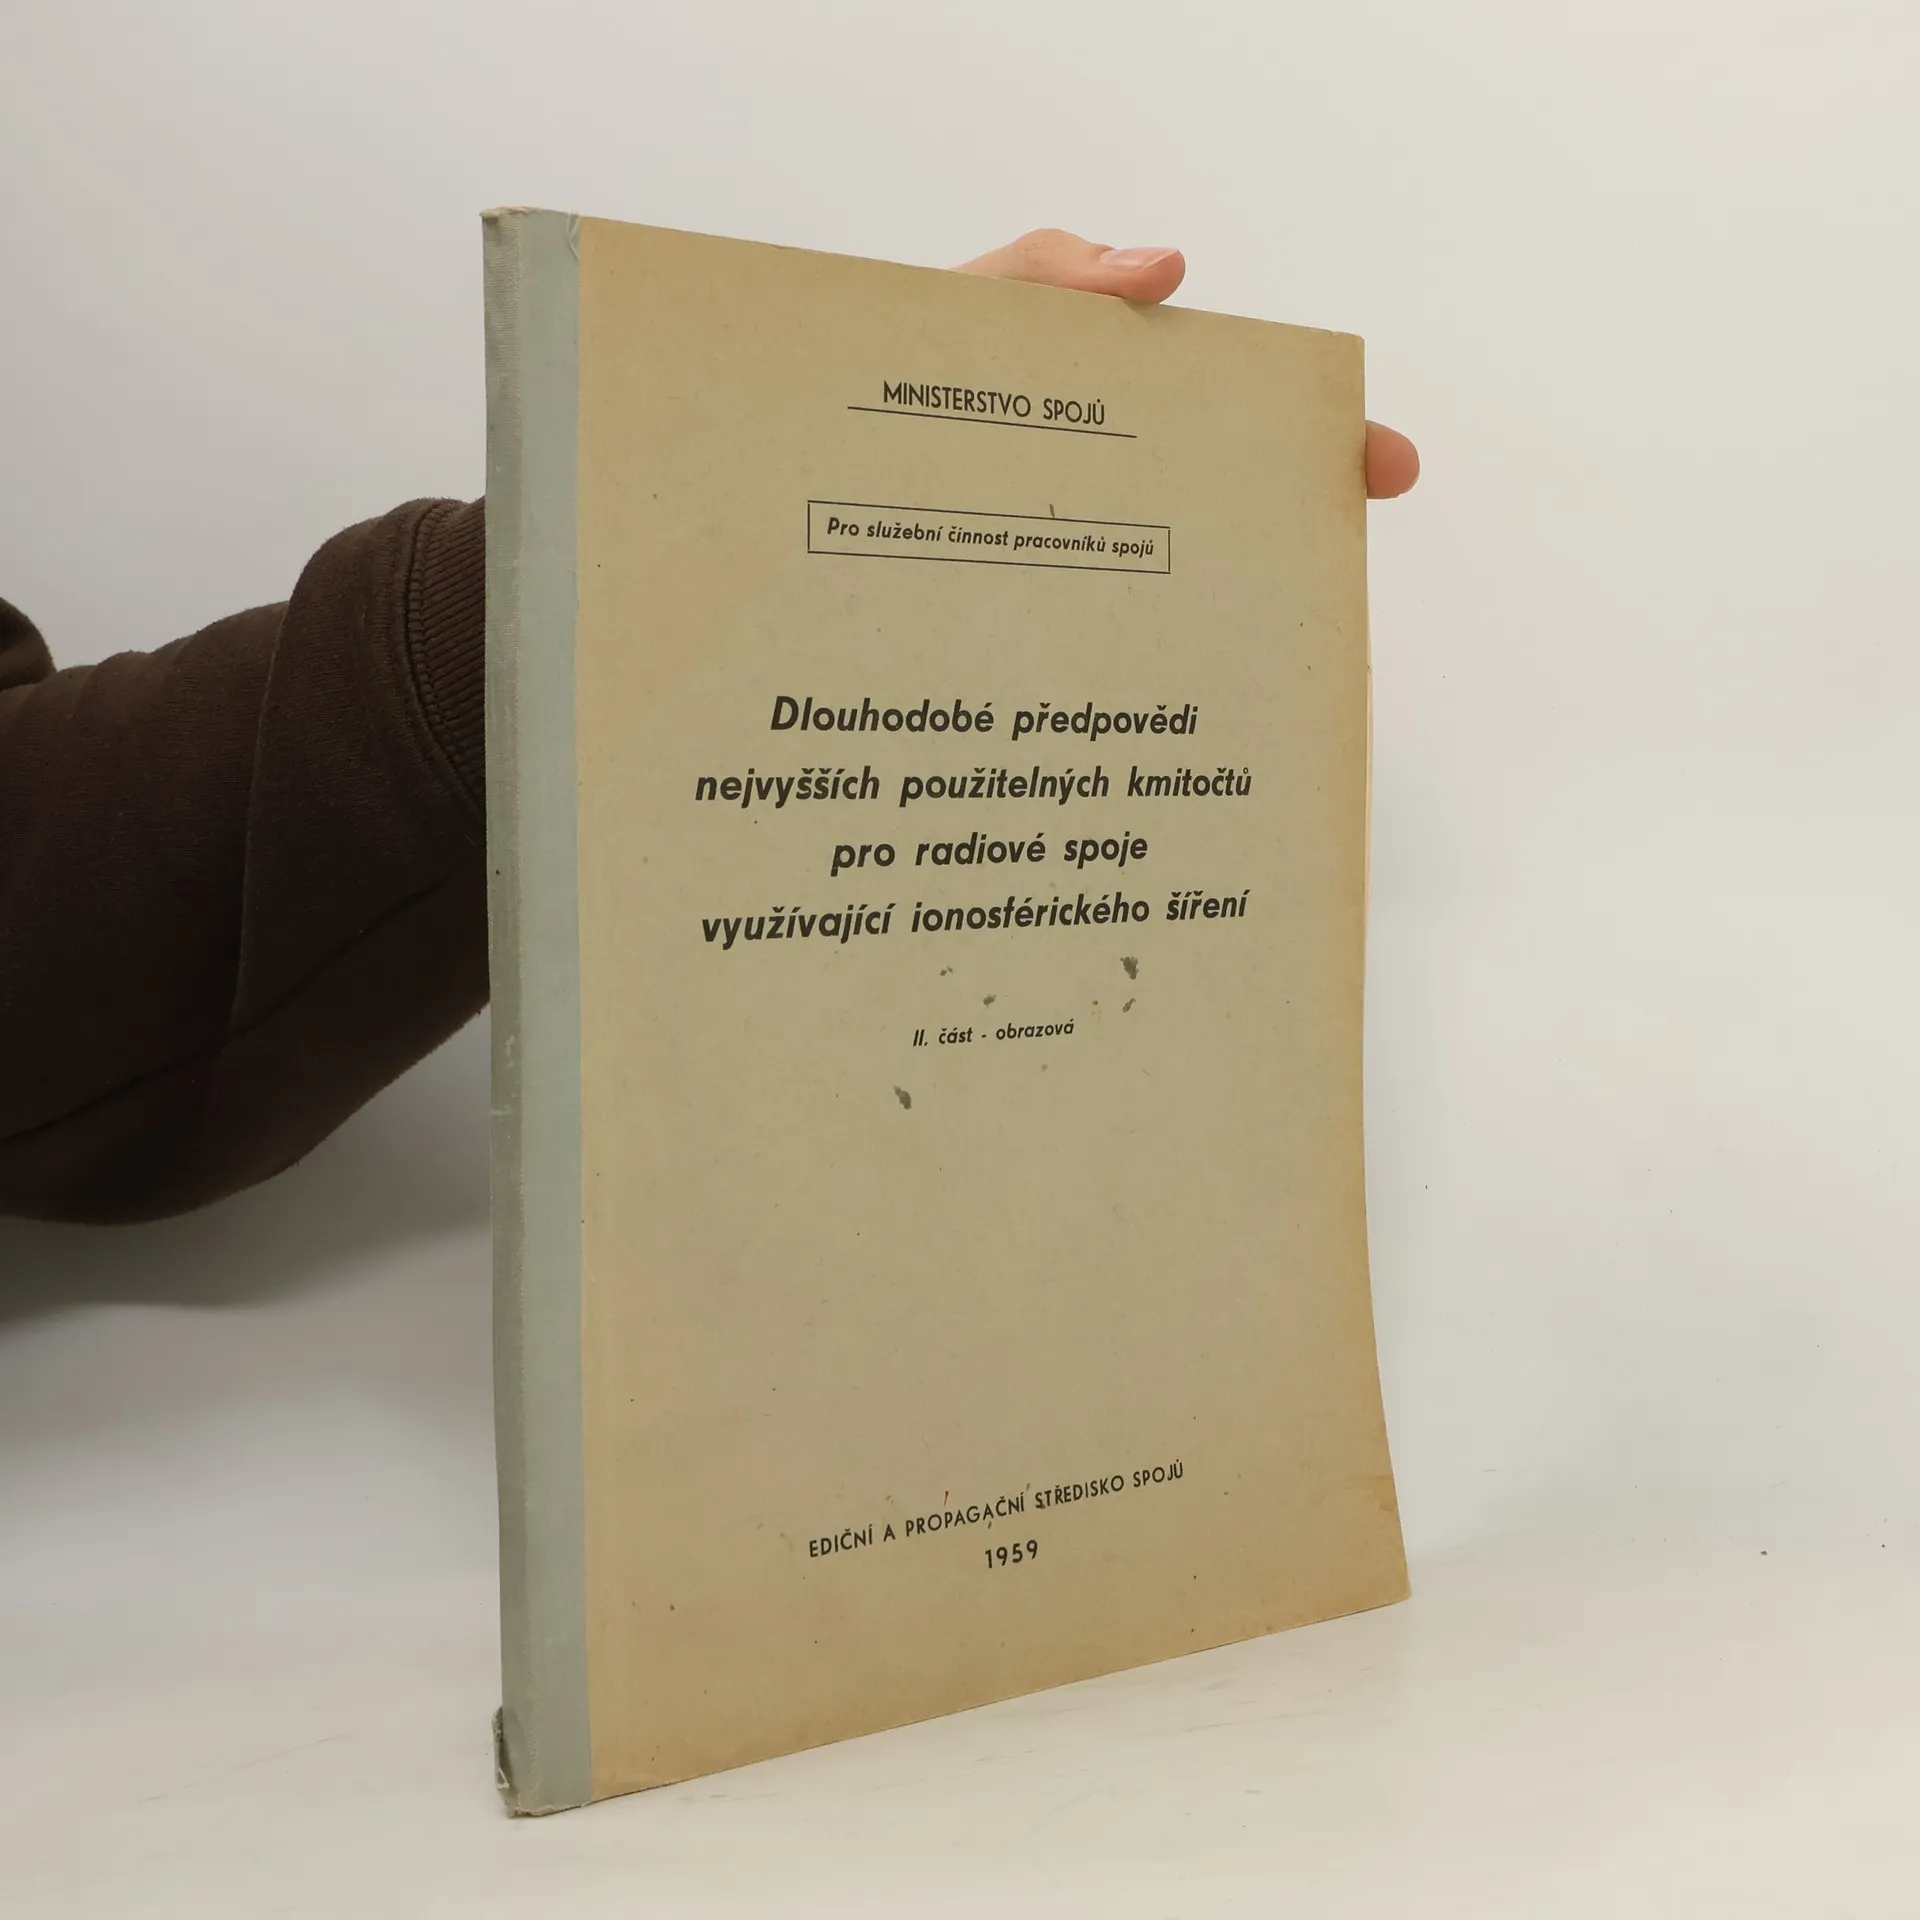 MINISTERSTVO SPOJŮ
Pro služební činnost pracovníků spojů
Dlouhodobé předpovědi
nejvyšších použitelných kmitočtů
pro radiové spoje
využívající ionosférického šíření
II. část - obrazová
EDIČNÍ A PROPAGAČNÍ STŘEDISKO SPOJŮ
1959